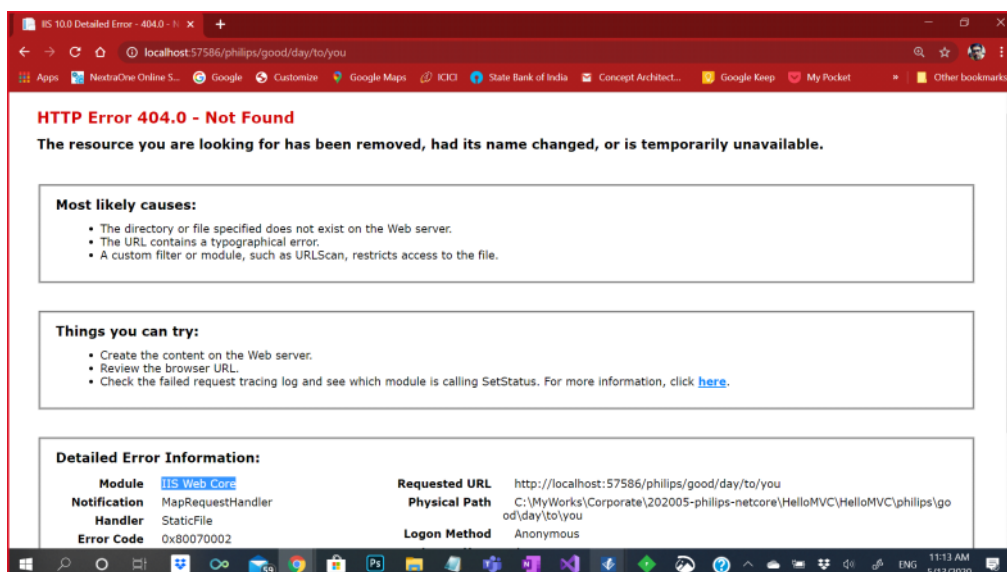 IIS 10.0 Detailed Error - 404.0 - N
localhost:57586/philips/good/day/to/you
Apps NextraOne Online S... Google Customize Google Maps ICICI State Bank of India Concept Architect... Google Keep My Pocket » Other bookmarks
HTTP Error 404.0 - Not Found
The resource you are looking for has been removed, had its name changed, or is temporarily unavailable.
Most likely causes:
• The directory or file specified does not exist on the Web server.
• The URL contains a typographical error.
• A custom filter or module, such as URLScan, restricts access to the file.
Things you can try:
• Create the content on the Web server.
• Review the browser URL.
• Check the failed request tracing log and see which module is calling SetStatus. For more information, click here.
Detailed Error Information:
Module IIS Web Core Requested URL http://localhost:57586/philips/good/day/to/you
Notification MapRequestHandler Physical Path C:\MyWorks\Corporate\202005-philips-netcore\HelloMVC\HelloMVC\philips\go
Handler StaticFile od\day\to\you
Error Code 0x80070002 Logon Method Anonymous
59 Ps ENG 11:13 AM